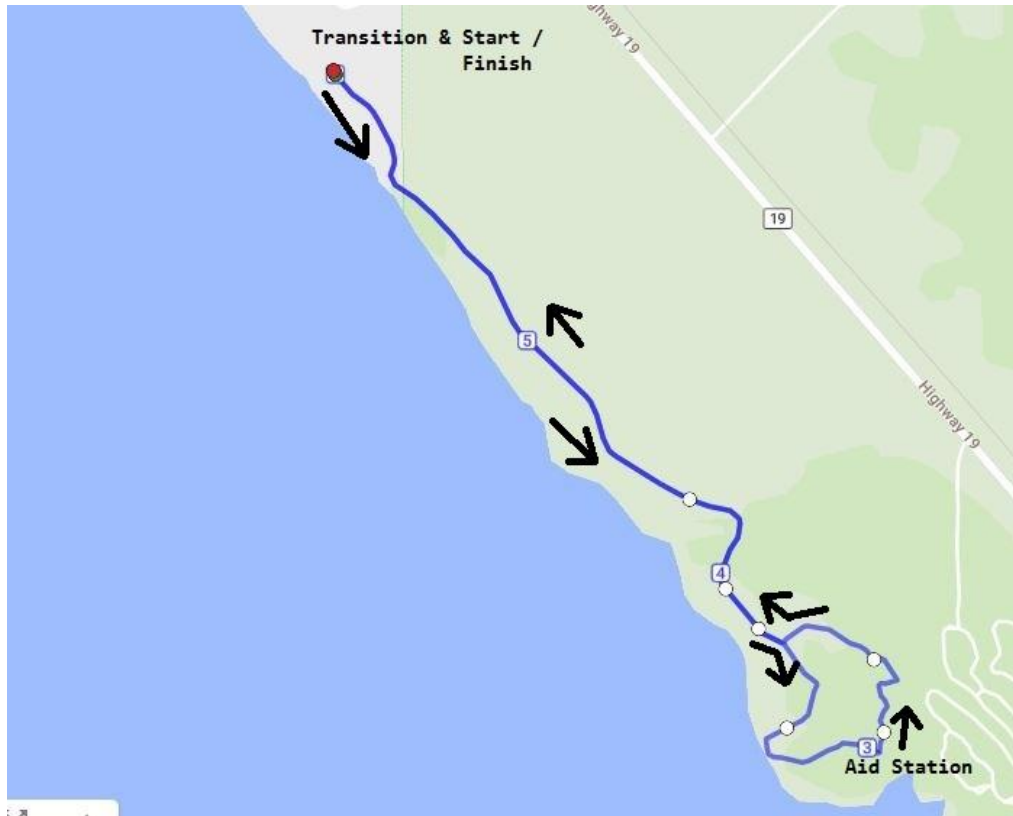 Transition & Start /
Finish
Highway 19
19
5
Highway 19
4
3
Aid Station